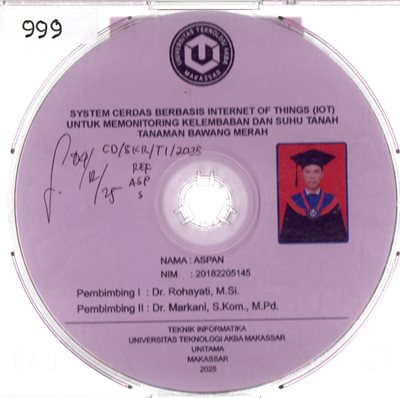 999
UNIVERSITAS TEKNOLOGI AKBA
MAKASSAR
SYSTEM CERDAS BERBASIS INTERNET OF THINGS (IOT)
UNTUK MEMONITORING KELEMBABAN DAN SUHU TANAH
TANAMAN BAWANG MERAH
CD/SKR/TI/2025
ASP
S
NAMA : ASPAN
NIM : 20182205145
Pembimbing I : Dr. Rohayati, M.Si.
Pembimbing II : Dr. Markani, S.Kom., M.Pd.
TEKNIK INFORMATIKA
UNIVERSITAS TEKNOLOGI AKBA MAKASSAR
UNITAMA
MAKASSAR
2025